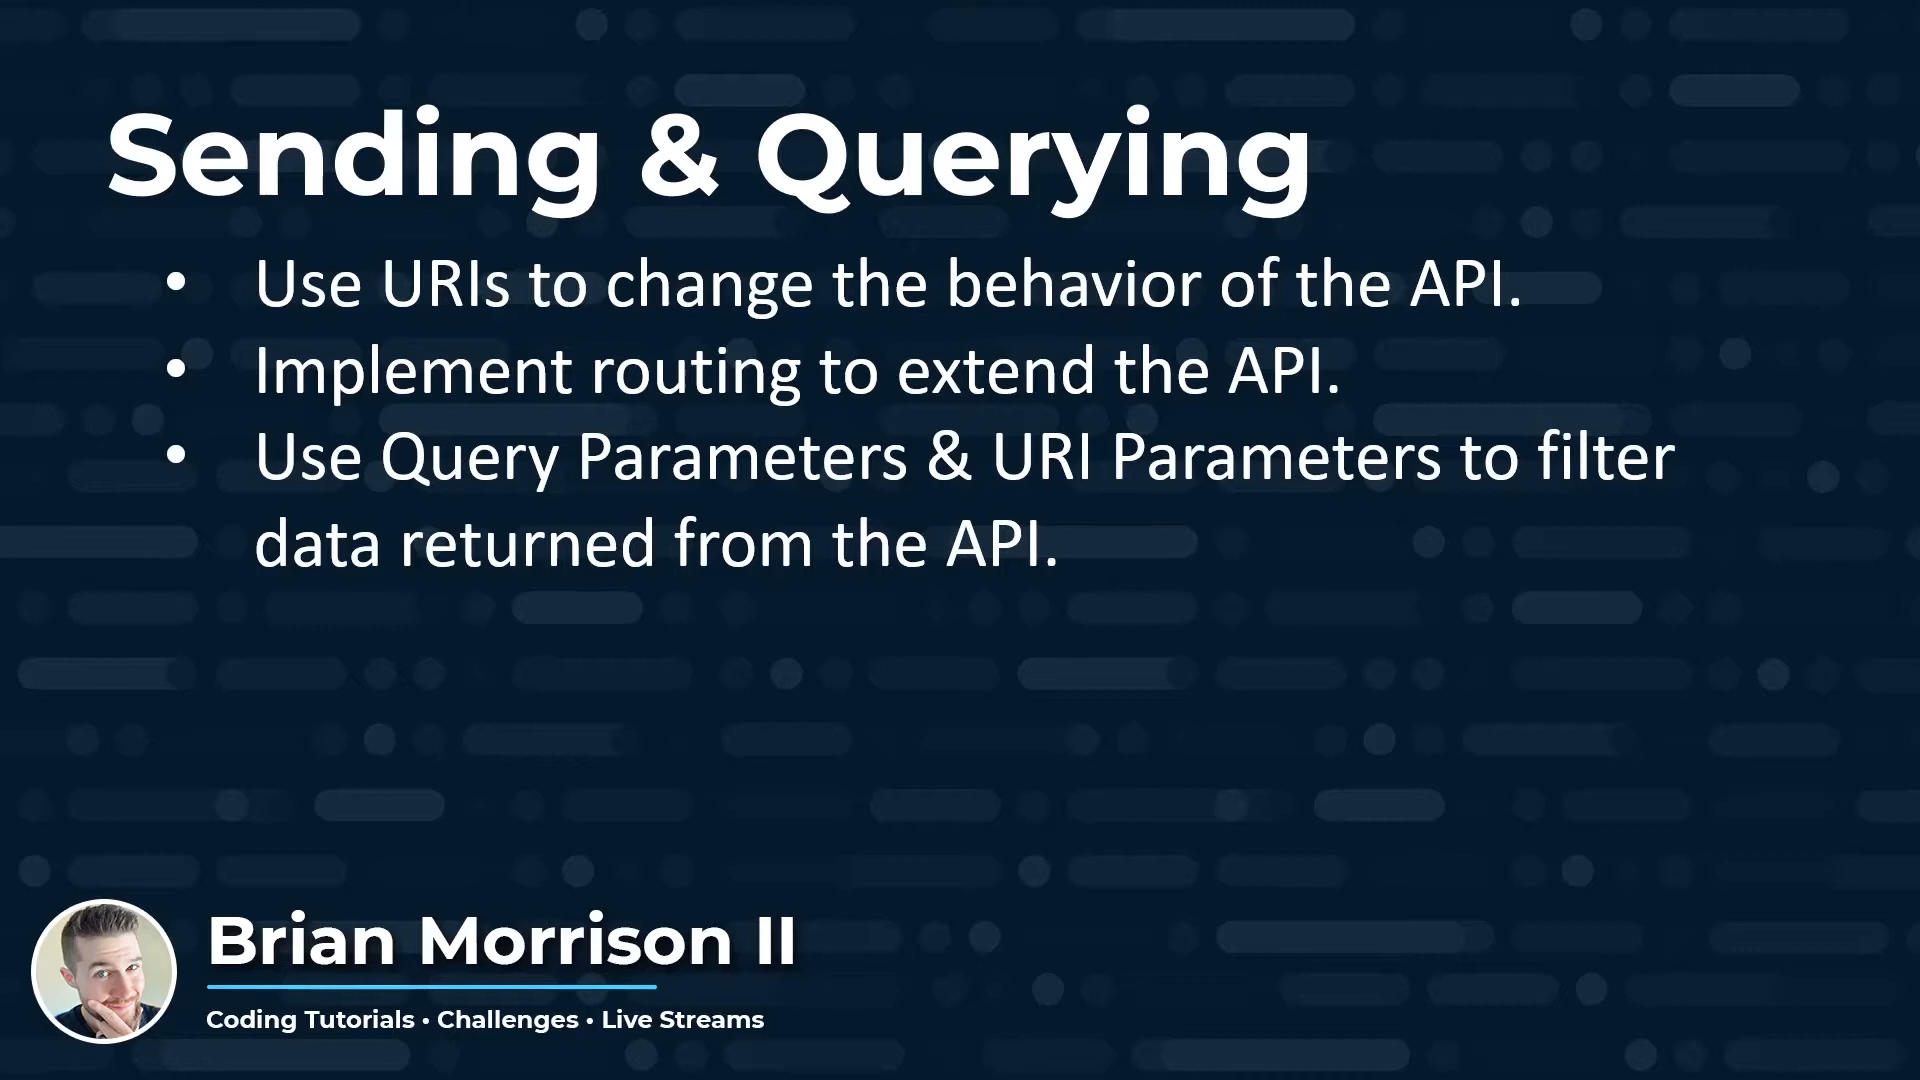 Sending & Querying
• Use URIs to change the behavior of the API.
• Implement routing to extend the API.
• Use Query Parameters & URI Parameters to filter
data returned from the API.
Brian Morrison II
Coding Tutorials • Challenges • Live Streams